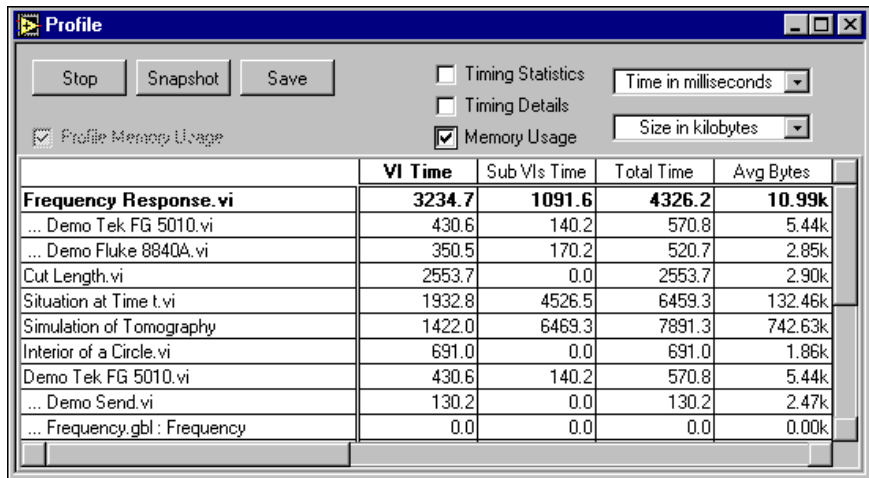 Profile
Stop Snapshot Save
Timing Statistics
Time in milliseconds
Timing Details
Profile Memory Usage
Memory Usage
Size in kilobytes
VI Time Sub VIs Time Total Time Avg Bytes
Frequency Response.vi 3234.7 1091.6 4326.2 10.99k
... Demo Tek FG 5010.vi 430.6 140.2 570.8 5.44k
... Demo Fluke 8840A.vi 350.5 170.2 520.7 2.85k
Cut Length.vi 2553.7 0.0 2553.7 2.90k
Situation at Time t.vi 1932.8 4526.5 6459.3 132.46k
Simulation of Tomography 1422.0 6469.3 7891.3 742.63k
Interior of a Circle.vi 691.0 0.0 691.0 1.86k
Demo Tek FG 5010.vi 430.6 140.2 570.8 5.44k
... Demo Send.vi 130.2 0.0 130.2 2.47k
... Frequency.gbl : Frequency 0.0 0.0 0.0 0.00k